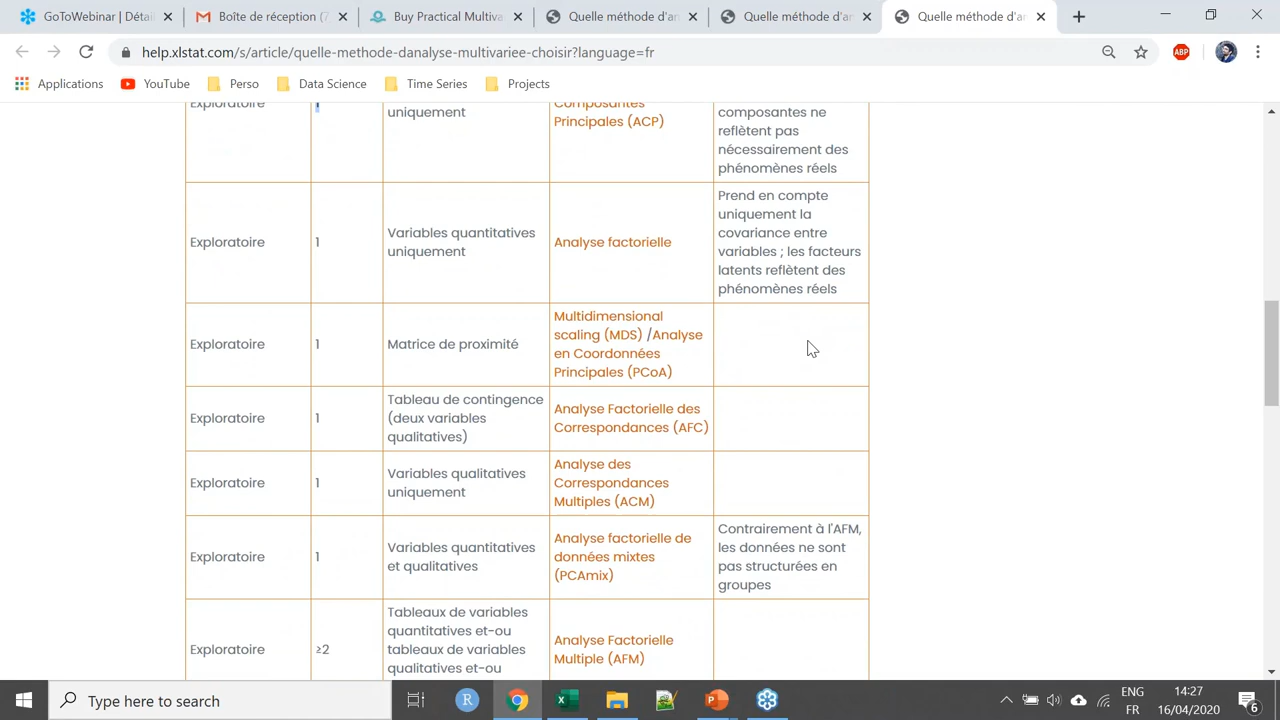 GoToWebinar | Détail
Boîte de réception (7
Buy Practical Multiva
Quelle méthode d'an
Quelle méthode d'an
Quelle méthode d'an
help.xlstat.com/s/article/quelle-methode-danalyse-multivariee-choisir?language=fr
ABP
Applications
YouTube
Perso
Data Science
Time Series
Projects
Exploratoire
1
uniquement
Composantes
Principales (ACP)
composantes ne
reflètent pas
nécessairement des
phénomènes réels
Exploratoire
1
Variables quantitatives
uniquement
Analyse factorielle
Prend en compte
uniquement la
covariance entre
variables ; les facteurs
latents reflètent des
phénomènes réels
Exploratoire
1
Matrice de proximité
Multidimensional
scaling (MDS) /Analyse
en Coordonnées
Principales (PCoA)
Exploratoire
1
Tableau de contingence
(deux variables
qualitatives)
Analyse Factorielle des
Correspondances (AFC)
Exploratoire
1
Variables qualitatives
uniquement
Analyse des
Correspondances
Multiples (ACM)
Exploratoire
1
Variables quantitatives
et qualitatives
Analyse factorielle de
données mixtes
(PCAmix)
Contrairement à l'AFM,
les données ne sont
pas structurées en
groupes
Exploratoire
≥2
Tableaux de variables
quantitatives et-ou
tableaux de variables
qualitatives et-ou
Analyse Factorielle
Multiple (AFM)
Type here to search
R
ENG
FR
14:27
16/04/2020
6